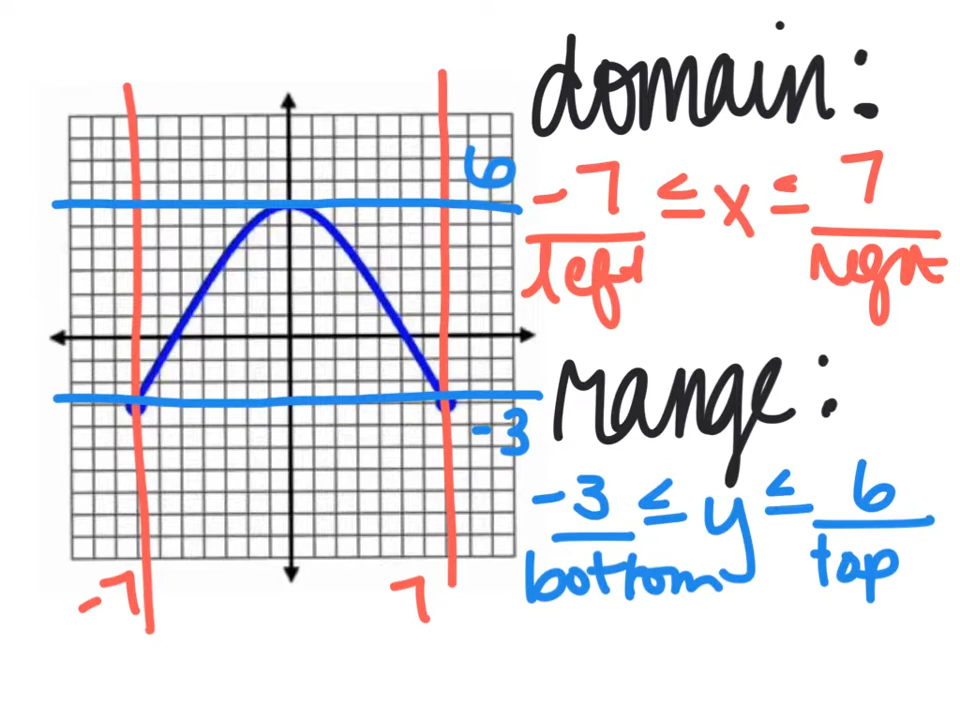 domain:
6
-7 ≤ x ≤ 7
left right
range:
-3
-3 ≤ y ≤ 6
bottom top
-7 7